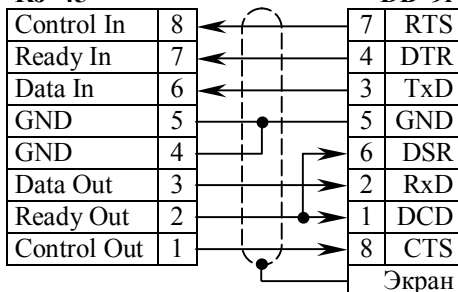 Control In 8 7 RTS
Ready In 7 4 DTR
Data In 6 3 TxD
GND 5 5 GND
GND 4 6 DSR
Data Out 3 2 RxD
Ready Out 2 1 DCD
Control Out 1 8 CTS
Экран